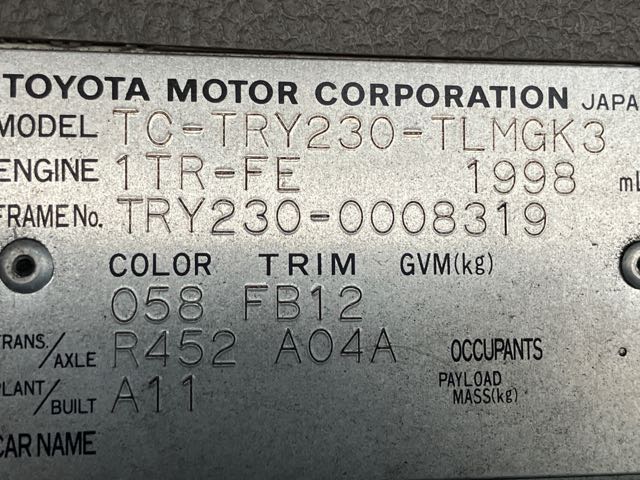 TOYOTA MOTOR CORPORATION JAPA
MODEL TC-TRY230-TLMGK3
ENGINE 1TR-FE 1998 mL
FRAME No. TRY230-0008319
COLOR TRIM GVM(kg)
058 FB12
TRANS./AXLE R452 A04A OCCUPANTS
PLANT/BUILT A11 PAYLOAD MASS(kg)
CAR NAME